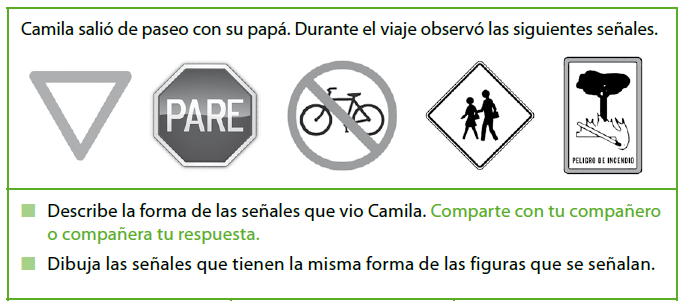 Camila salió de paseo con su papá. Durante el viaje observó las siguientes señales.
PARE
PELIGRO DE INCENDIO
Describe la forma de las señales que vio Camila. Comparte con tu compañero
o compañera tu respuesta.
Dibuja las señales que tienen la misma forma de las figuras que se señalan.